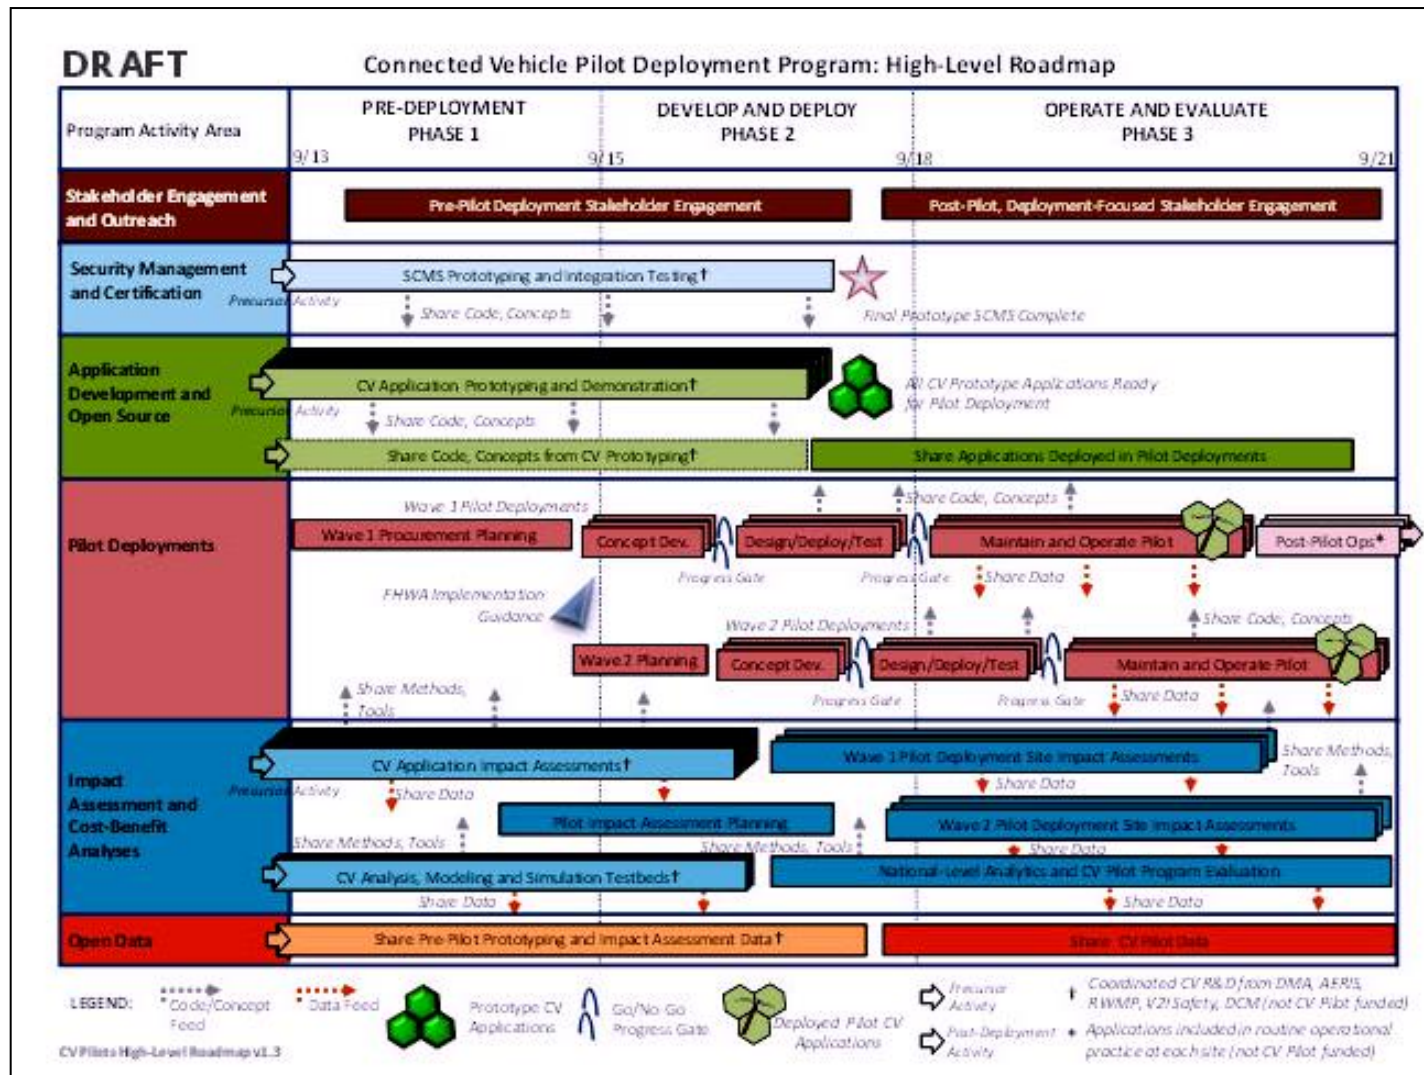 DRAFT
Connected Vehicle Pilot Deployment Program: High-Level Roadmap
Program Activity Area
PRE-DEPLOYMENT
PHASE 1
DEVELOP AND DEPLOY
PHASE 2
OPERATE AND EVALUATE
PHASE 3
9/13
9/15
9/18
9/21
Stakeholder Engagement
and Outreach
Pre-Pilot Deployment Stakeholder Engagement
Post-Pilot, Deployment-Focused Stakeholder Engagement
Security Management
and Certification
SCMS Prototyping and Integration Testing†
Precursor Activity
Share Code, Concepts
Final Prototype SCMS Complete
Application
Development and
Open Source
CV Application Prototyping and Demonstration†
All CV Prototype Applications Ready
for Pilot Deployment
Precursor Activity
Share Code, Concepts
Share Code, Concepts from CV Prototyping†
Share Applications Deployed in Pilot Deployments
Pilot Deployments
Wave 1 Pilot Deployments
Share Code, Concepts
Wave 1 Procurement Planning
Concept Dev.
Design/Deploy/Test
Maintain and Operate Pilot
Post-Pilot Ops*
Progress Gate
Progress Gate
Share Data
FHWA Implementation
Guidance
Wave 2 Pilot Deployments
Share Code, Concepts
Wave 2 Planning
Concept Dev.
Design/Deploy/Test
Maintain and Operate Pilot
Progress Gate
Progress Gate
Share Data
Share Methods,
Tools
Impact
Assessment and
Cost-Benefit
Analyses
CV Application Impact Assessments†
Wave 1 Pilot Deployment Site Impact Assessments
Share Methods,
Tools
Precursor Activity
Share Data
Share Data
Pilot Impact Assessment Planning
Wave 2 Pilot Deployment Site Impact Assessments
Share Methods, Tools
Share Methods, Tools
Share Data
CV Analysis, Modeling and Simulation Testbeds†
National-Level Analytics and CV Pilot Program Evaluation
Share Data
Share Data
Open Data
Share Pre-Pilot Prototyping and Impact Assessment Data†
Share CV Pilot Data
LEGEND:
Code/Concept
Feed
Data Feed
Prototype CV
Applications
Go/No-Go
Progress Gate
Deployed Pilot CV
Applications
Precursor
Activity
Post-Deployment
Activity
† Coordinated CV R&D from DMA, AERIS,
RWMP, V2I Safety, DCM (not CV Pilot funded)
* Applications included in routine operational
practice at each site (not CV Pilot funded)
CV Pilots High-Level Roadmap v1.3